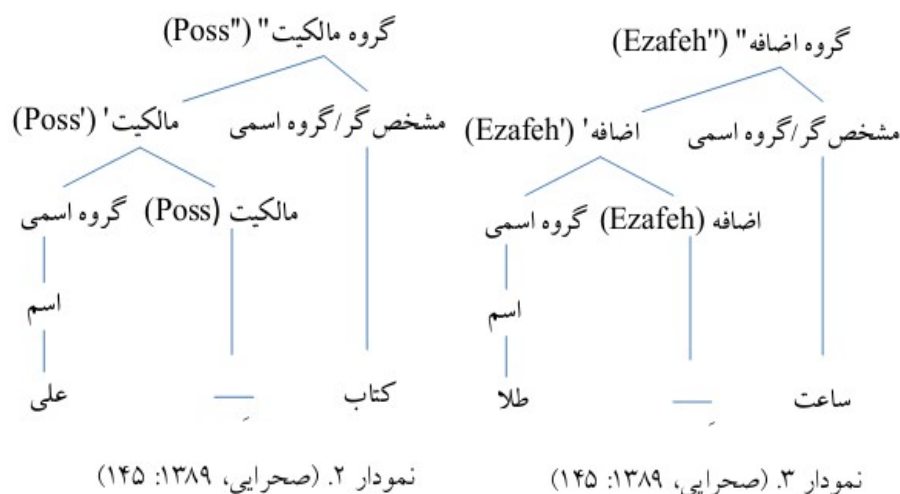 گروه اضافه" (Ezafeh")
مشخص گر/گروه اسمی اضافه' (Ezafeh')
اضافه (Ezafeh) گروه اسمی
اسم
ساعت ـِ طلا
نمودار ۳. (صحرایی، ۱۳۸۹: ۱۴۵)
گروه مالکیت" (Poss")
مشخص گر/گروه اسمی مالکیت' (Poss')
مالکیت (Poss) گروه اسمی
اسم
کتاب ـِ علی
نمودار ۲. (صحرایی، ۱۳۸۹: ۱۴۵)